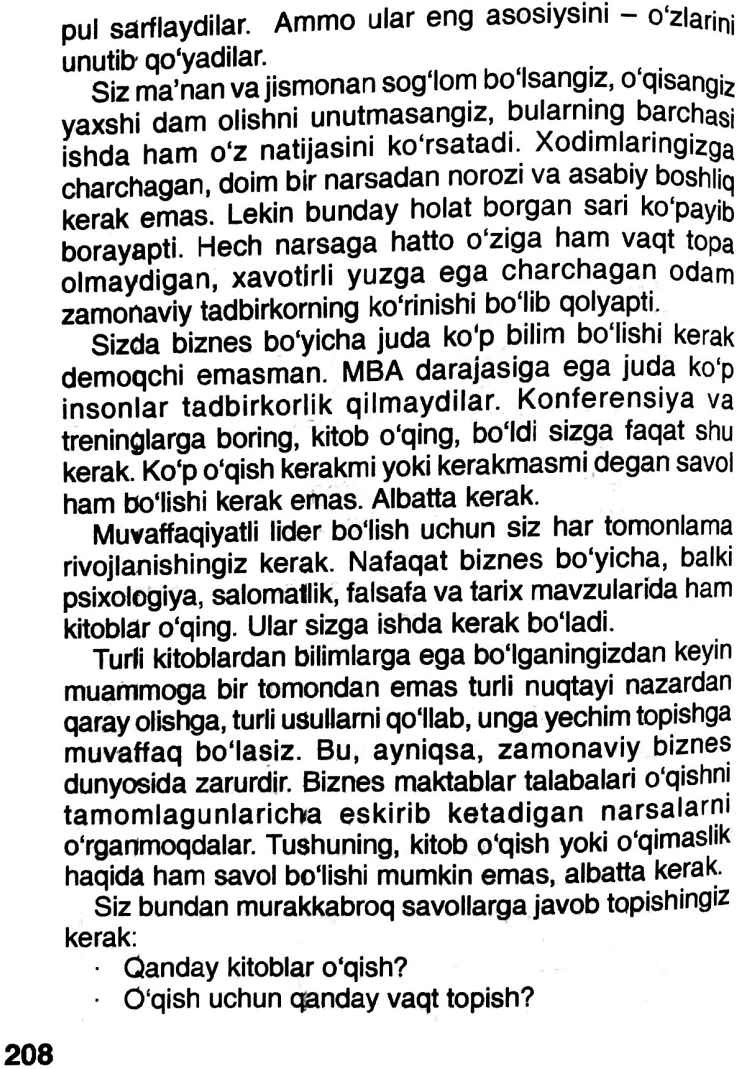 pul sarflaydilar. Ammo ular eng asosiysini – o‘zlarini
unutib qo‘yadilar.
Siz ma’nan va jismonan sog‘lom bo‘lsangiz, o‘qisangiz
yaxshi dam olishni unutmasangiz, bularning barchasi
ishda ham o‘z natijasini ko‘rsatadi. Xodimlaringizga
charchagan, doim bir narsadan norozi va asabiy boshliq
kerak emas. Lekin bunday holat borgan sari ko‘payib
borayapti. Hech narsaga hatto o‘ziga ham vaqt topa
olmaydigan, xavotirli yuzga ega charchagan odam
zamonaviy tadbirkorning ko‘rinishi bo‘lib qolyapti.
Sizda biznes bo‘yicha juda ko‘p bilim bo‘lishi kerak
demoqchi emasman. MBA darajasiga ega juda ko‘p
insonlar tadbirkorlik qilmaydilar. Konferensiya va
treninglarga boring, kitob o‘qing, bo‘ldi sizga faqat shu
kerak. Ko‘p o‘qish kerakmi yoki kerakmasmi degan savol
ham bo‘lishi kerak emas. Albatta kerak.
Muvaffaqiyatli lider bo‘lish uchun siz har tomonlama
rivojlanishingiz kerak. Nafaqat biznes bo‘yicha, balki
psixologiya, salomatlik, falsafa va tarix mavzularida ham
kitoblar o‘qing. Ular sizga ishda kerak bo‘ladi.
Turli kitoblardan bilimlarga ega bo‘lganingizdan keyin
muammoga bir tomondan emas turli nuqtayi nazardan
qaray olishga, turli usullarni qo‘llab, unga yechim topishga
muvaffaq bo‘lasiz. Bu, ayniqsa, zamonaviy biznes
dunyosida zarurdir. Biznes maktablar talabalari o‘qishni
tamomlagunlaricha eskirib ketadigan narsalarni
o‘rganmoqdalar. Tushuning, kitob o‘qish yoki o‘qimaslik
haqida ham savol bo‘lishi mumkin emas, albatta kerak.
Siz bundan murakkabroq savollarga javob topishingiz
kerak:
· Qanday kitoblar o‘qish?
· O‘qish uchun qanday vaqt topish?
208